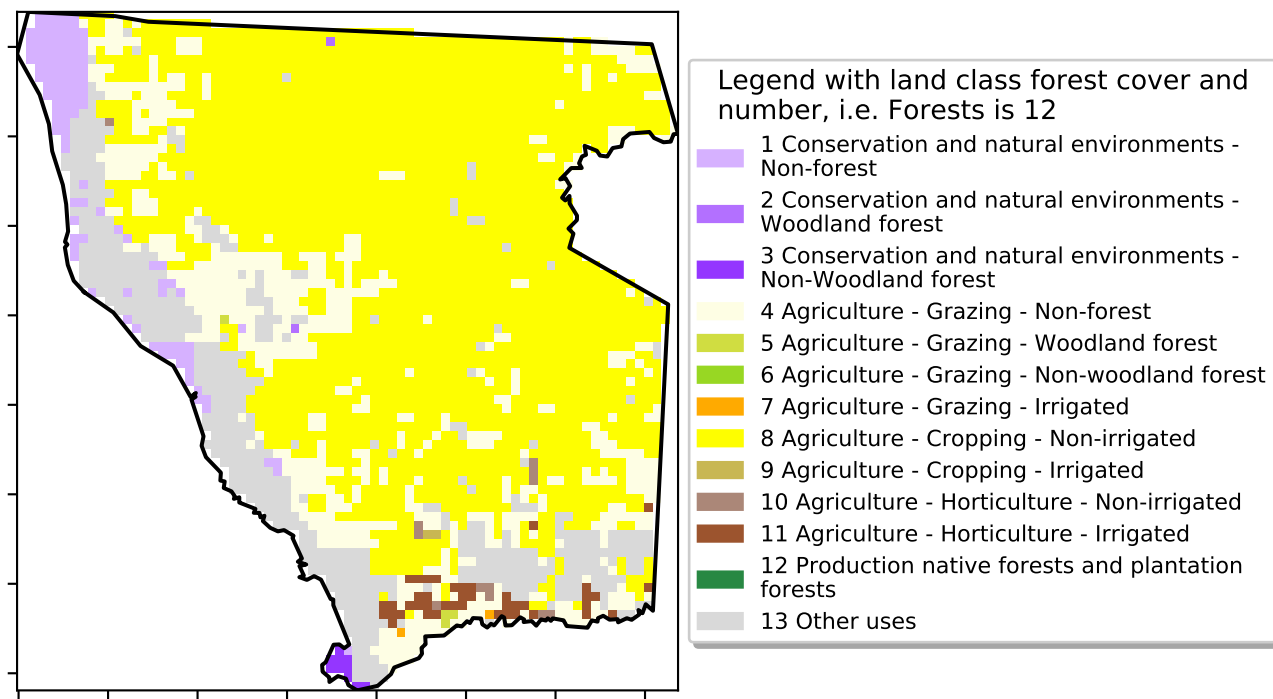 Legend with land class forest cover and
number, i.e. Forests is 12
1 Conservation and natural environments -
Non-forest
2 Conservation and natural environments -
Woodland forest
3 Conservation and natural environments -
Non-Woodland forest
4 Agriculture - Grazing - Non-forest
5 Agriculture - Grazing - Woodland forest
6 Agriculture - Grazing - Non-woodland forest
7 Agriculture - Grazing - Irrigated
8 Agriculture - Cropping - Non-irrigated
9 Agriculture - Cropping - Irrigated
10 Agriculture - Horticulture - Non-irrigated
11 Agriculture - Horticulture - Irrigated
12 Production native forests and plantation
forests
13 Other uses